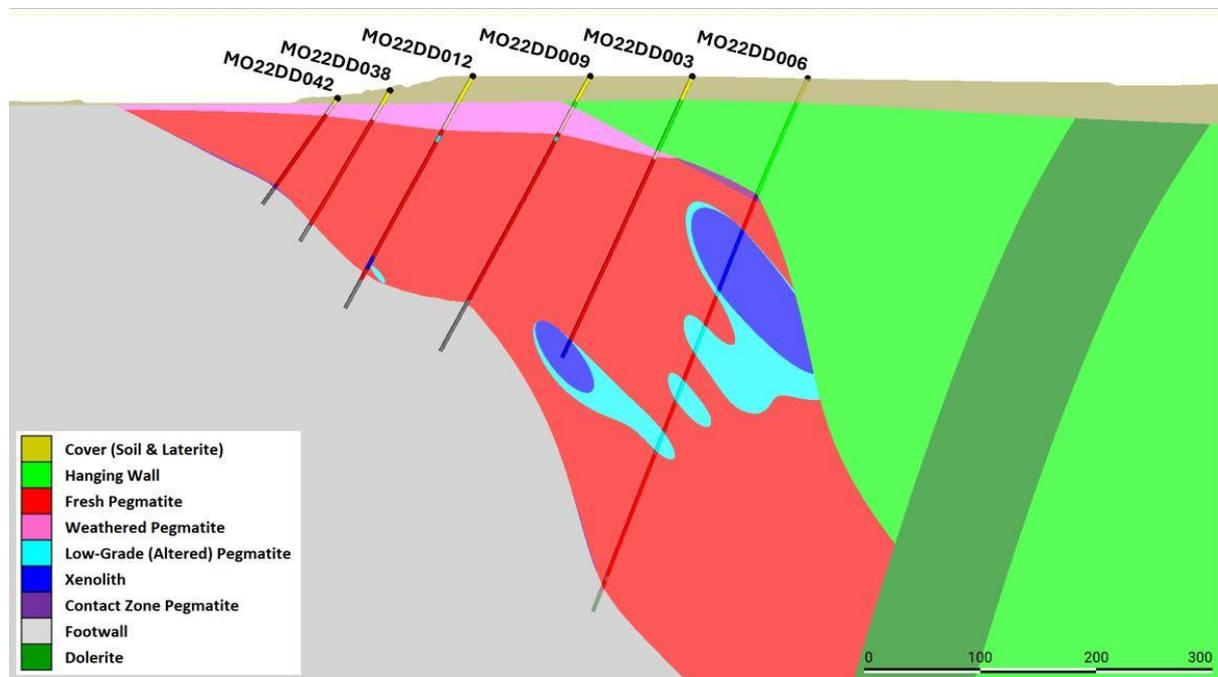 MO22DD042
MO22DD038
MO22DD012
MO22DD009
MO22DD003
MO22DD006
Cover (Soil & Laterite)
Hanging Wall
Fresh Pegmatite
Weathered Pegmatite
Low-Grade (Altered) Pegmatite
Xenolith
Contact Zone Pegmatite
Footwall
Dolerite
0 100 200 300